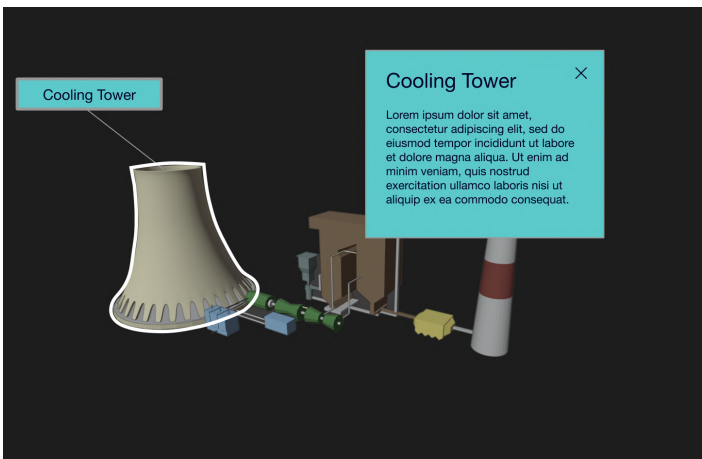 Cooling Tower
Cooling Tower
Lorem ipsum dolor sit amet,
consectetur adipiscing elit, sed do
eiusmod tempor incididunt ut labore
et dolore magna aliqua. Ut enim ad
minim veniam, quis nostrud
exercitation ullamco laboris nisi ut
aliquip ex ea commodo consequat.